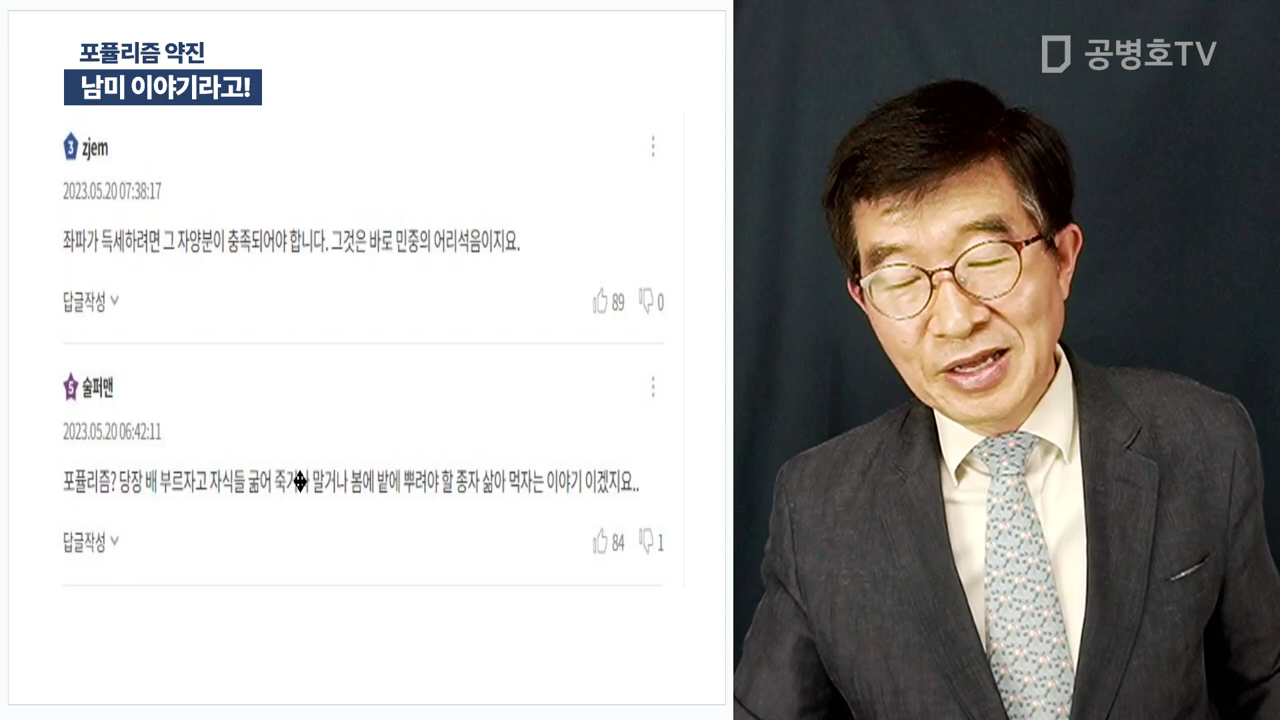 포퓰리즘 약진
남미 이야기라고!
공병호TV
3 zjem
2023.05.20 07:38:17
좌파가 득세하려면 그 자양분이 충족되어야 합니다. 그것은 바로 민중의 어리석음이지요.
답글작성
89 0
5 술퍼맨
2023.05.20 06:42:11
포퓰리즘? 당장 배 부르자고 자식들 굶어 말거나 봄에 밭에 뿌려야 할 종자 삶아 먹자는 이야기 이겠지요..
답글작성
84 1